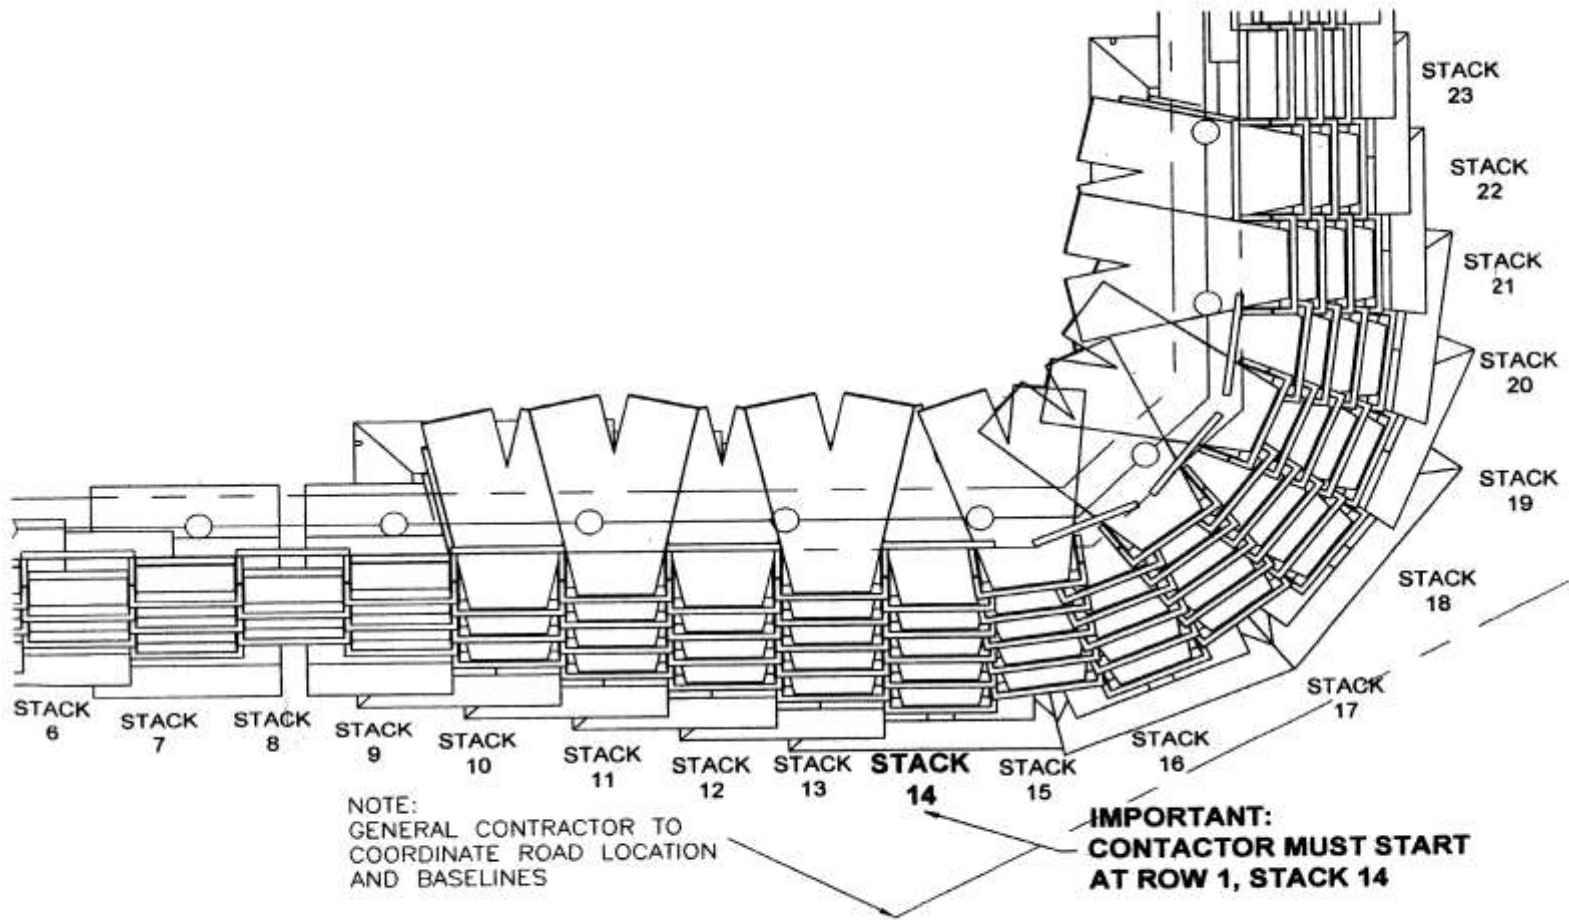 STACK
23
STACK
22
STACK
21
STACK
20
STACK
19
STACK
18
STACK
17
STACK
16
STACK
15
STACK
14
STACK
13
STACK
12
STACK
11
STACK
10
STACK
9
STACK
8
STACK
7
STACK
6
NOTE:
GENERAL CONTRACTOR TO
COORDINATE ROAD LOCATION
AND BASELINES
IMPORTANT:
CONTACTOR MUST START
AT ROW 1, STACK 14